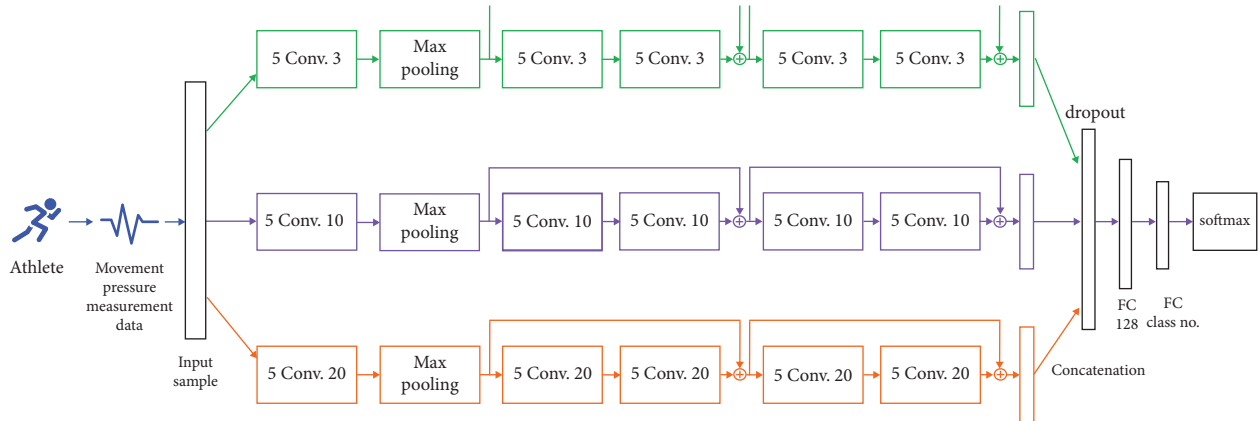 5 Conv. 3
Max
pooling
5 Conv. 3
5 Conv. 3
5 Conv. 3
5 Conv. 3
dropout
Athlete
Movement
pressure
measurement
data
Input
sample
5 Conv. 10
Max
pooling
5 Conv. 10
5 Conv. 10
5 Conv. 10
5 Conv. 10
softmax
FC
128
FC
class no.
5 Conv. 20
Max
pooling
5 Conv. 20
5 Conv. 20
5 Conv. 20
5 Conv. 20
Concatenation